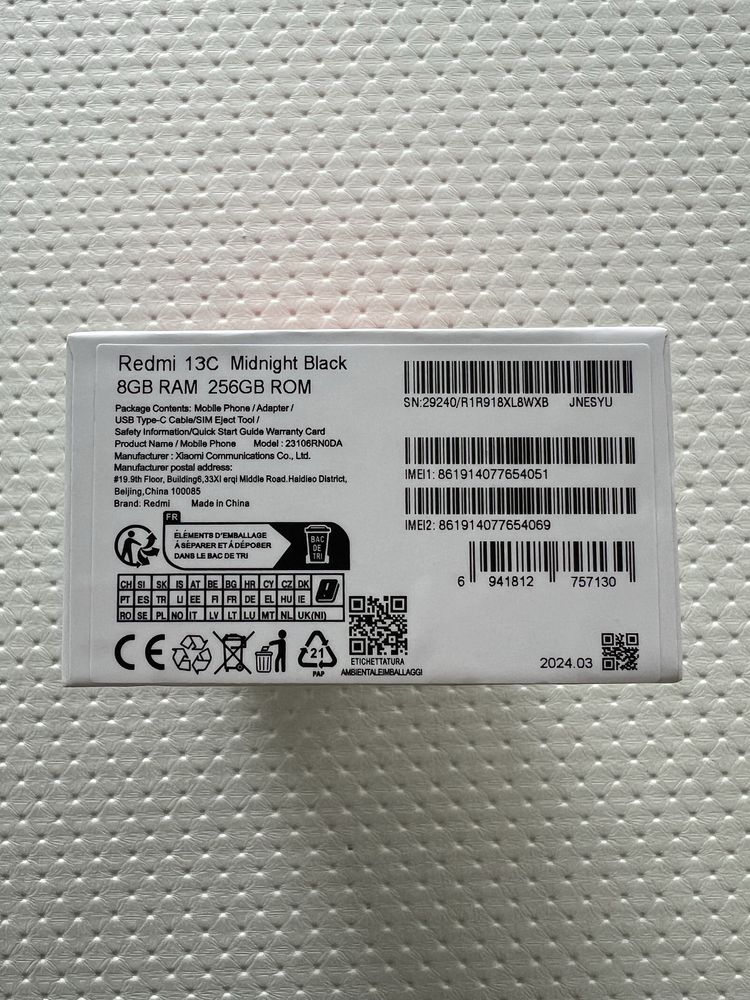 Redmi 13C Midnight Black
8GB RAM 256GB ROM
Package Contents: Mobile Phone / Adapter /
USB Type-C Cable/SIM Eject Tool /
Safety Information/Quick Start Guide Warranty Card
Product Name / Mobile Phone Model : 23106RN0DA
Manufacturer : Xiaomi Communications Co., Ltd.
Manufacturer postal address:
#19.9th Floor, Building6,33XI erqi Middle Road.Haidieo District,
Beijing,China 100085
Brand: Redmi Made in China
FR
ÉLÉMENTS D'EMBALLAGE
À SÉPARER ET À DÉPOSER
DANS LE BAC DE TRI
BAC
DE
TRI
CH SI SK IS AT BE BG HR CY CZ DK
PT ES TR LI EE FI FR DE EL HU IE
RO SE PL NO IT LV LT LU MT NL UK(NI)
CE
21
PAP
ETICHETTATURA
AMBIENTALEIMBALLAGGI
SN:29240/R1R918XL8WXB JNESYU
IMEI1: 861914077654051
IMEI2: 861914077654069
6 941812 757130
2024.03